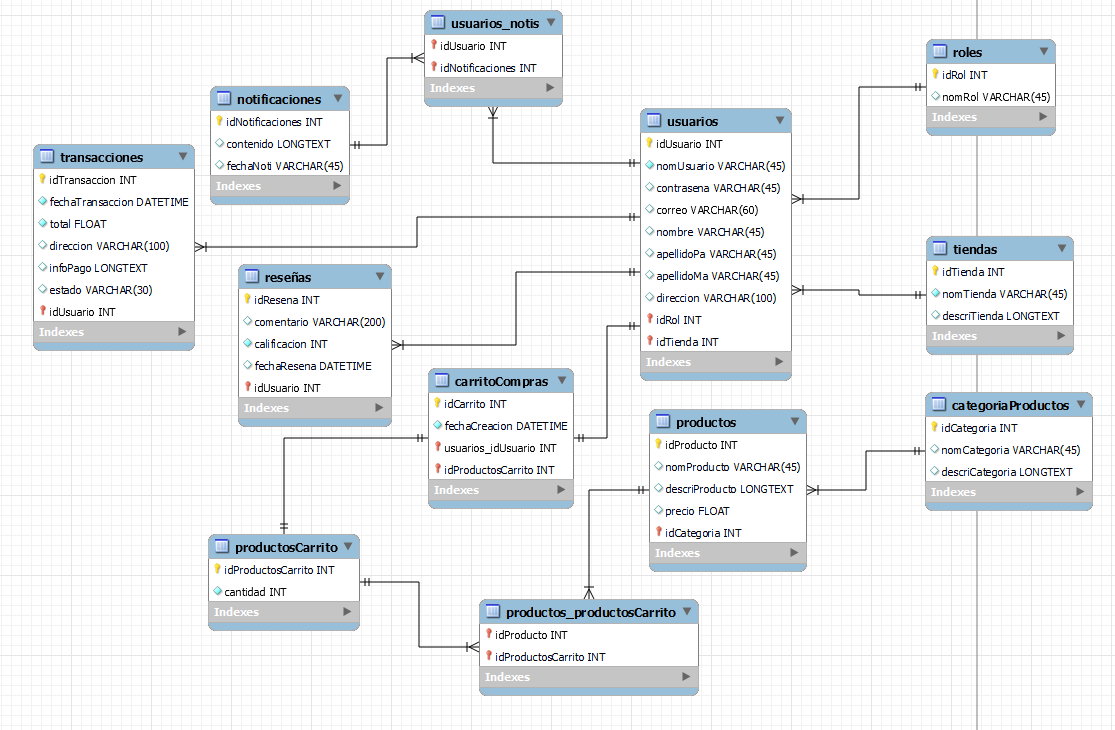 usuarios_notis
idUsuario INT
idNotificaciones INT
Indexes
roles
idRol INT
nomRol VARCHAR(45)
Indexes
notificaciones
idNotificaciones INT
contenido LONGTEXT
fechaNoti VARCHAR(45)
Indexes
usuarios
idUsuario INT
nomUsuario VARCHAR(45)
contrasena VARCHAR(45)
correo VARCHAR(60)
nombre VARCHAR(45)
apellidoPa VARCHAR(45)
apellidoMa VARCHAR(45)
direccion VARCHAR(100)
idRol INT
idTienda INT
Indexes
transacciones
idTransaccion INT
fechaTransaccion DATETIME
total FLOAT
direccion VARCHAR(100)
infoPago LONGTEXT
estado VARCHAR(30)
idUsuario INT
Indexes
tiendas
idTienda INT
nomTienda VARCHAR(45)
descriTienda LONGTEXT
Indexes
reseñas
idResena INT
comentario VARCHAR(200)
calificacion INT
fechaResena DATETIME
idUsuario INT
Indexes
carritoCompras
idCarrito INT
fechaCreacion DATETIME
usuarios_idUsuario INT
idProductosCarrito INT
Indexes
productos
idProducto INT
nomProducto VARCHAR(45)
descriProducto LONGTEXT
precio FLOAT
idCategoria INT
Indexes
categoriaProductos
idCategoria INT
nomCategoria VARCHAR(45)
descriCategoria LONGTEXT
Indexes
productosCarrito
idProductosCarrito INT
cantidad INT
Indexes
productos_productosCarrito
idProducto INT
idProductosCarrito INT
Indexes